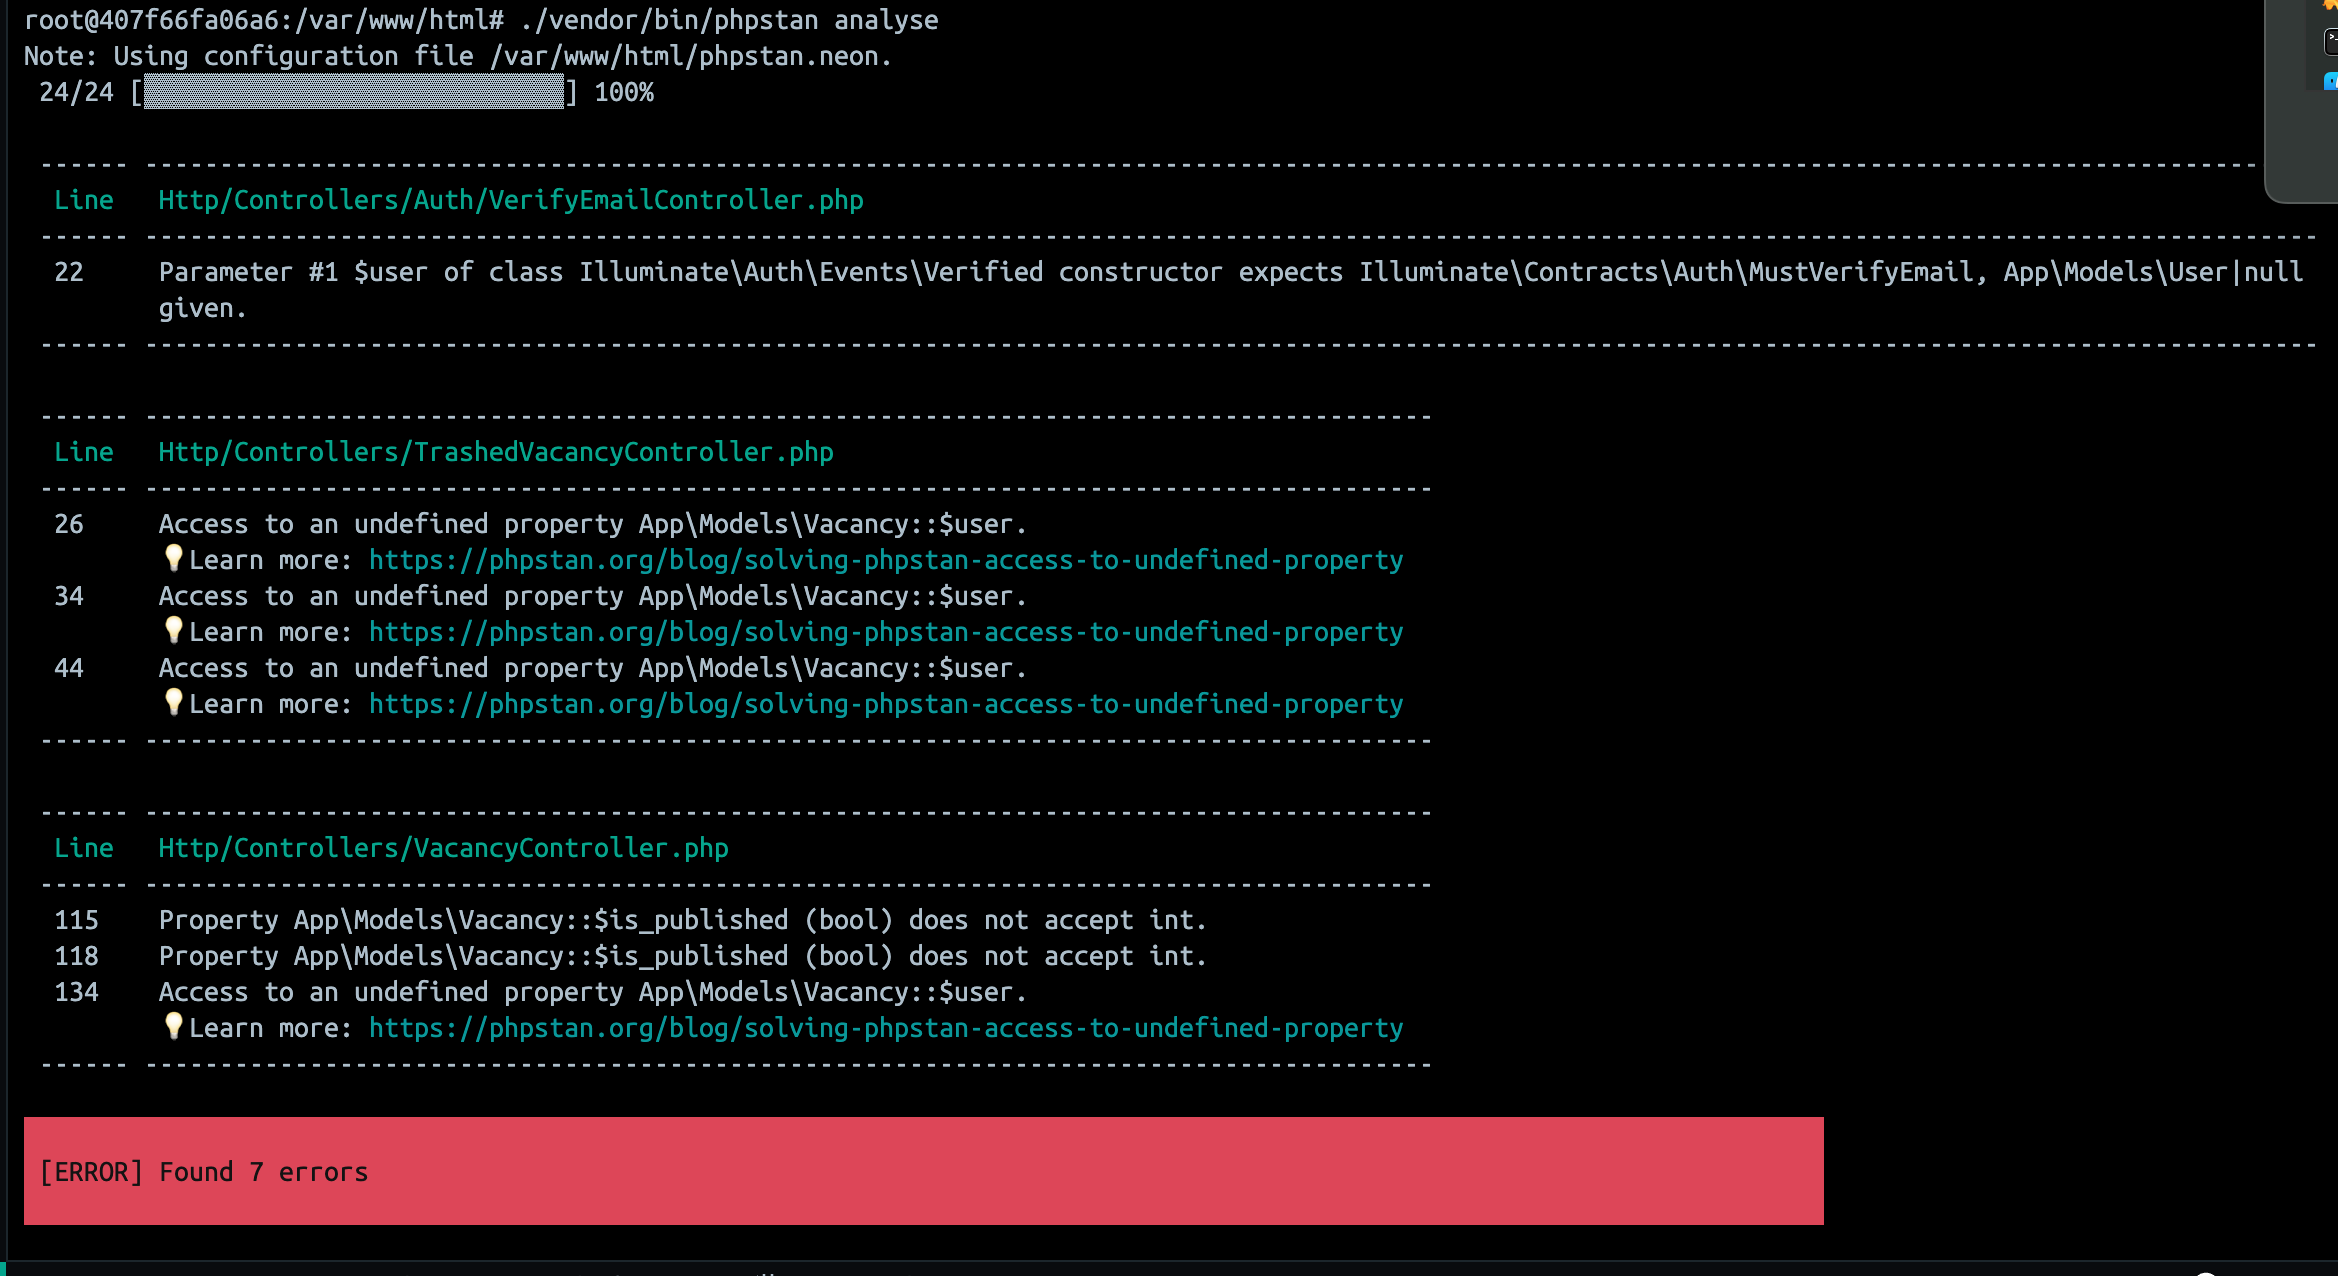 root@407f66fa06a6:/var/www/html# ./vendor/bin/phpstan analyse
Note: Using configuration file /var/www/html/phpstan.neon.
24/24 [▓▓▓▓▓▓▓▓▓▓▓▓▓▓▓▓▓▓▓▓▓▓▓▓▓▓▓▓] 100%
Line Http/Controllers/Auth/VerifyEmailController.php
22 Parameter #1 $user of class Illuminate\Auth\Events\Verified constructor expects Illuminate\Contracts\Auth\MustVerifyEmail, App\Models\User|null
given.
Line Http/Controllers/TrashedVacancyController.php
26 Access to an undefined property App\Models\Vacancy::$user.
💡Learn more: https://phpstan.org/blog/solving-phpstan-access-to-undefined-property
34 Access to an undefined property App\Models\Vacancy::$user.
💡Learn more: https://phpstan.org/blog/solving-phpstan-access-to-undefined-property
44 Access to an undefined property App\Models\Vacancy::$user.
💡Learn more: https://phpstan.org/blog/solving-phpstan-access-to-undefined-property
Line Http/Controllers/VacancyController.php
115 Property App\Models\Vacancy::$is_published (bool) does not accept int.
118 Property App\Models\Vacancy::$is_published (bool) does not accept int.
134 Access to an undefined property App\Models\Vacancy::$user.
💡Learn more: https://phpstan.org/blog/solving-phpstan-access-to-undefined-property
[ERROR] Found 7 errors